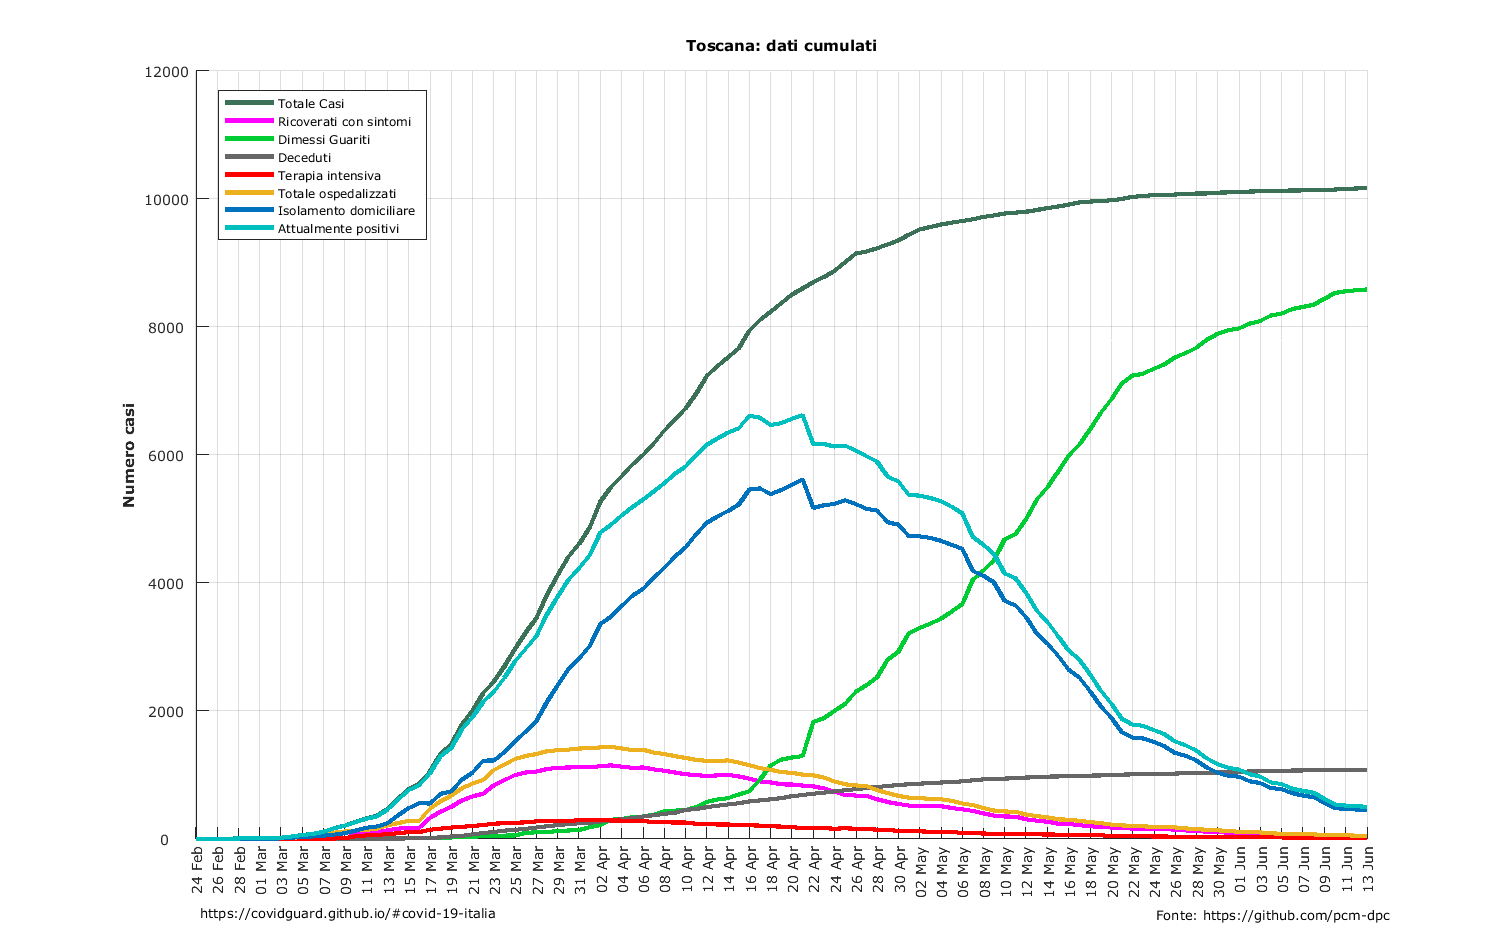 Toscana: dati cumulati
Numero casi
12000
10000
8000
6000
4000
2000
0
Totale Casi
Ricoverati con sintomi
Dimessi Guariti
Deceduti
Terapia intensiva
Totale ospedalizzati
Isolamento domiciliare
Attualmente positivi
24 Feb
26 Feb
28 Feb
01 Mar
03 Mar
05 Mar
07 Mar
09 Mar
11 Mar
13 Mar
15 Mar
17 Mar
19 Mar
21 Mar
23 Mar
25 Mar
27 Mar
29 Mar
31 Mar
02 Apr
04 Apr
06 Apr
08 Apr
10 Apr
12 Apr
14 Apr
16 Apr
18 Apr
20 Apr
22 Apr
24 Apr
26 Apr
28 Apr
30 Apr
02 May
04 May
06 May
08 May
10 May
12 May
14 May
16 May
18 May
20 May
22 May
24 May
26 May
28 May
30 May
01 Jun
03 Jun
05 Jun
07 Jun
09 Jun
11 Jun
13 Jun
https://covidguard.github.io/#covid-19-italia
Fonte: https://github.com/pcm-dpc